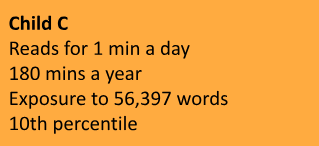 Child C
Reads for 1 min a day
180 mins a year
Exposure to 56,397 words
10th percentile